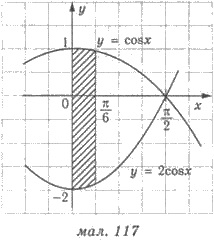 y
1
y = cosx
0
π/6
π/2
x
y = 2cosx
−2
мал. 117